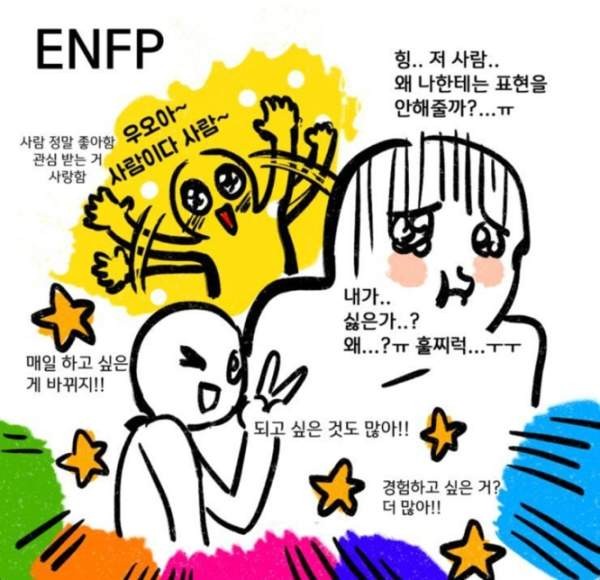 ENFP
힝.. 저 사람..
왜 나한테는 표현을
안해줄까?...ㅠ
사람 정말 좋아함
관심 받는 거
사랑함
우오아~
사람이다 사람~
내가..
싫은가..?
왜...?ㅠ 훌찌럭...ㅜㅜ
매일 하고 싶은
게 바뀌지!!
되고 싶은 것도 많아!!
경험하고 싶은 거?
더 많아!!